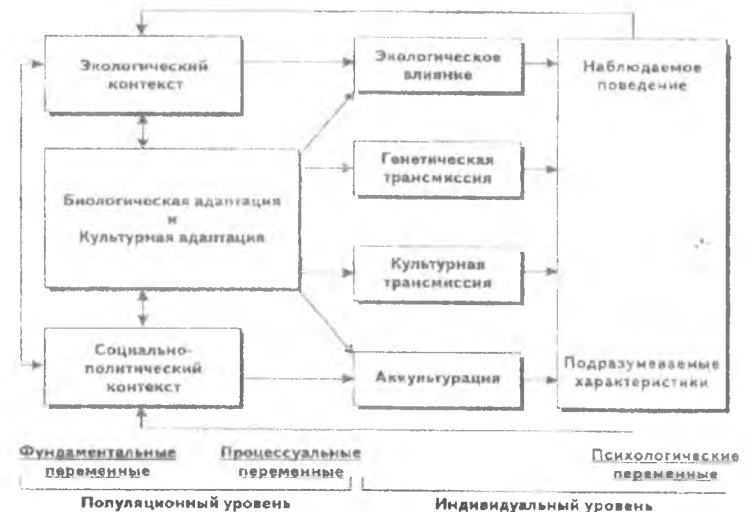 Экологический
контекст
Экологическое
влияние
Наблюдаемое
поведение
Биологическая адаптация
и
Культурная адаптация
Генетическая
трансмиссия
Культурная
трансмиссия
Социально-
политический
контекст
Аккультурация
Подразумеваемые
характеристики
Фундаментальные
переменные
Процессуальные
переменные
Психологические
переменные
Популяционный уровень
Индивидуальный уровень